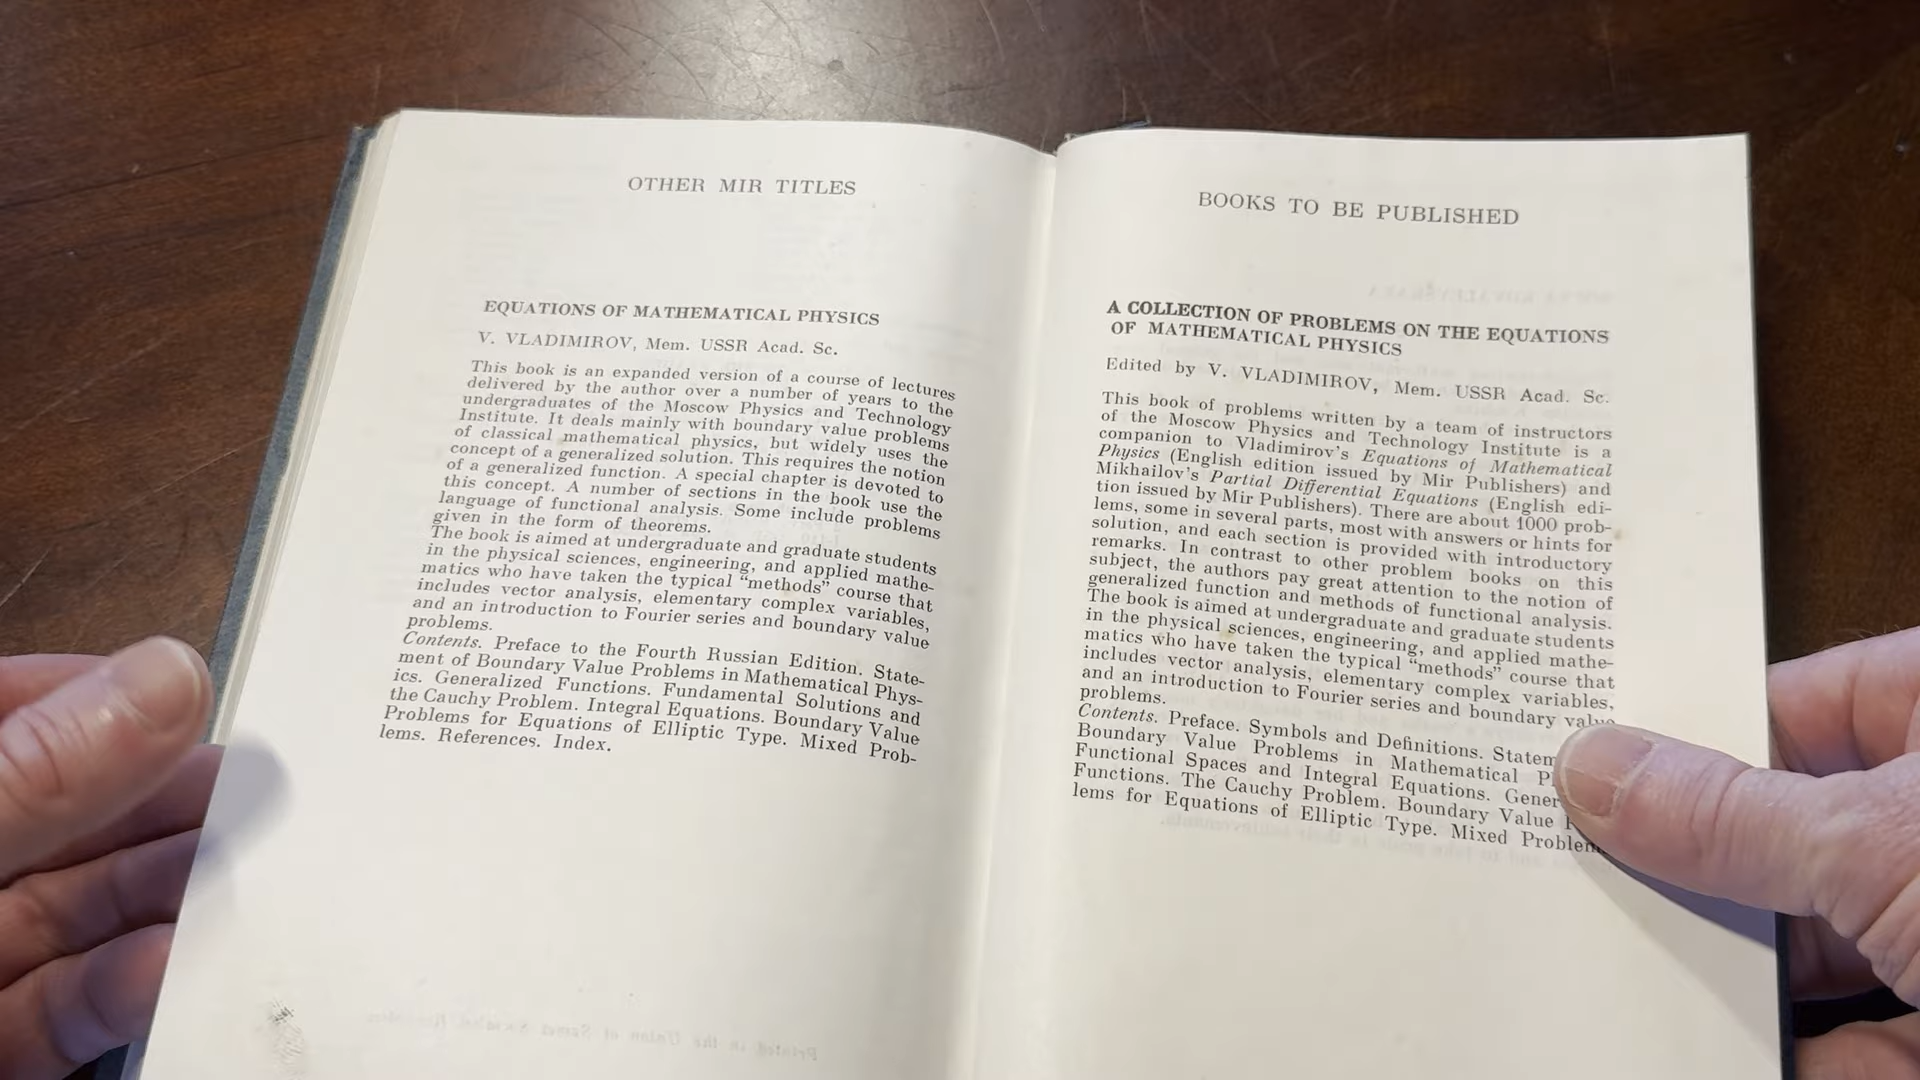 OTHER MIR TITLES
EQUATIONS OF MATHEMATICAL PHYSICS
V. VLADIMIROV, Mem. USSR Acad. Sc.
This book is an expanded version of a course of lectures
delivered by the author over a number of years to the
undergraduates of the Moscow Physics and Technology
Institute. It deals mainly with boundary value problems
of classical mathematical physics, but widely uses the
concept of a generalized solution. This requires the notion
of a generalized function. A special chapter is devoted to
this concept. A number of sections in the book use the
language of functional analysis. Some include problems
given in the form of theorems.
The book is aimed at undergraduate and graduate students
in the physical sciences, engineering, and applied mathe-
matics who have taken the typical “methods” course that
includes vector analysis, elementary complex variables,
and an introduction to Fourier series and boundary value
problems.
Contents. Preface to the Fourth Russian Edition. State-
ment of Boundary Value Problems in Mathematical Phys-
ics. Generalized Functions. Fundamental Solutions and
the Cauchy Problem. Integral Equations. Boundary Value
Problems for Equations of Elliptic Type. Mixed Prob-
lems. References. Index.
BOOKS TO BE PUBLISHED
A COLLECTION OF PROBLEMS ON THE EQUATIONS
OF MATHEMATICAL PHYSICS
Edited by V. VLADIMIROV, Mem. USSR Acad. Sc.
This book of problems written by a team of instructors
of the Moscow Physics and Technology Institute is a
companion to Vladimirov's Equations of Mathematical
Physics (English edition issued by Mir Publishers) and
Mikhailov's Partial Differential Equations (English edi-
tion issued by Mir Publishers). There are about 1000 prob-
lems, some in several parts, most with answers or hints for
solution, and each section is provided with introductory
remarks. In contrast to other problem books on this
subject, the authors pay great attention to the notion of
generalized function and methods of functional analysis.
The book is aimed at undergraduate and graduate students
in the physical sciences, engineering, and applied mathe-
matics who have taken the typical “methods” course that
includes vector analysis, elementary complex variables,
and an introduction to Fourier series and boundary value
problems.
Contents. Preface. Symbols and Definitions. Statem
Boundary Value Problems in Mathematical P
Functional Spaces and Integral Equations. Gener
Functions. The Cauchy Problem. Boundary Value
lems for Equations of Elliptic Type. Mixed Problem